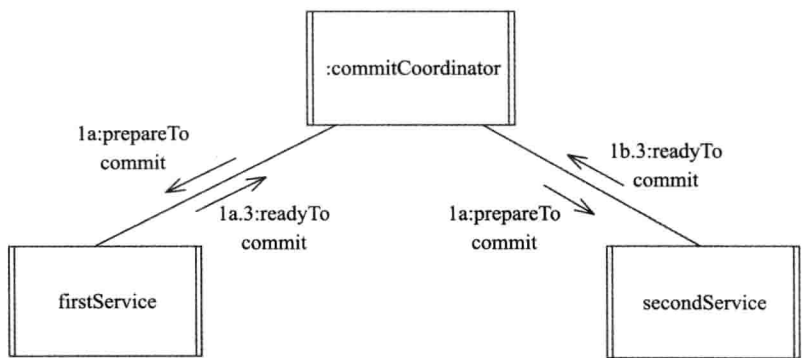 :commitCoordinator
1a:prepareTo
commit
1b.3:readyTo
commit
1a.3:readyTo
commit
1a:prepareTo
commit
firstService
secondService